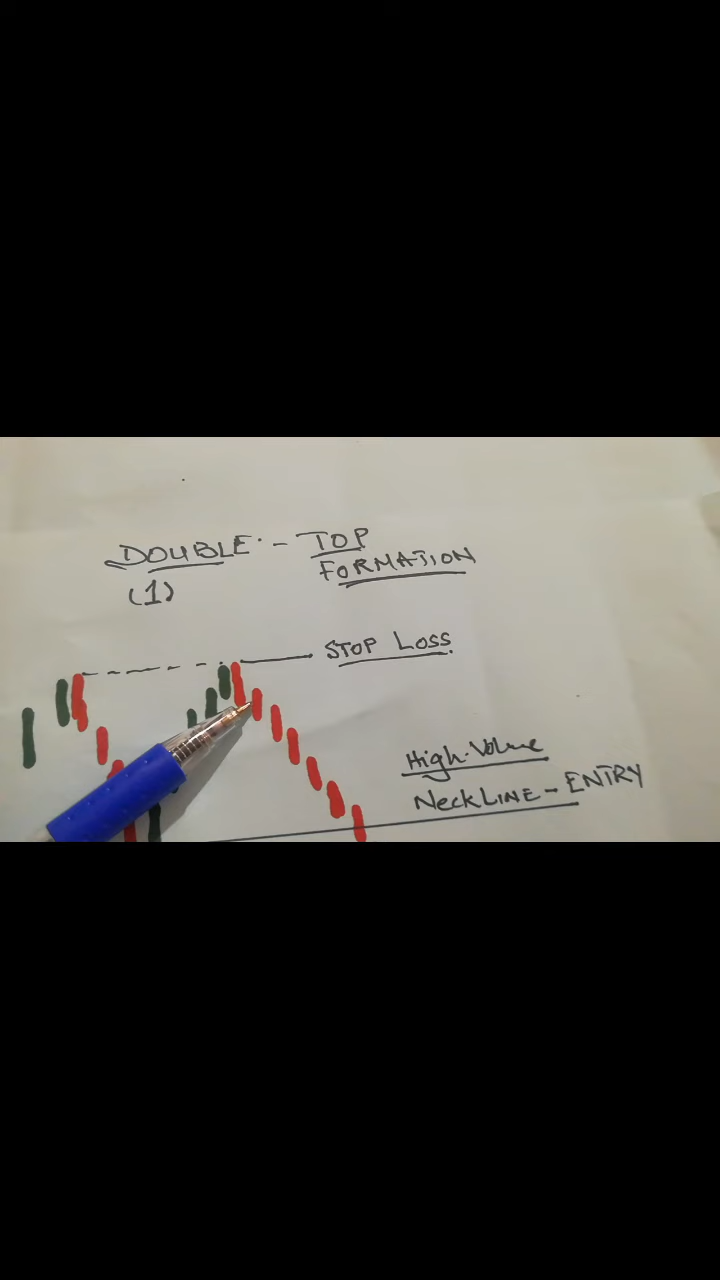 DOUBLE - TOP
FORMATION
(1)
STOP LOSS
High-Volume
NECKLINE - ENTRY